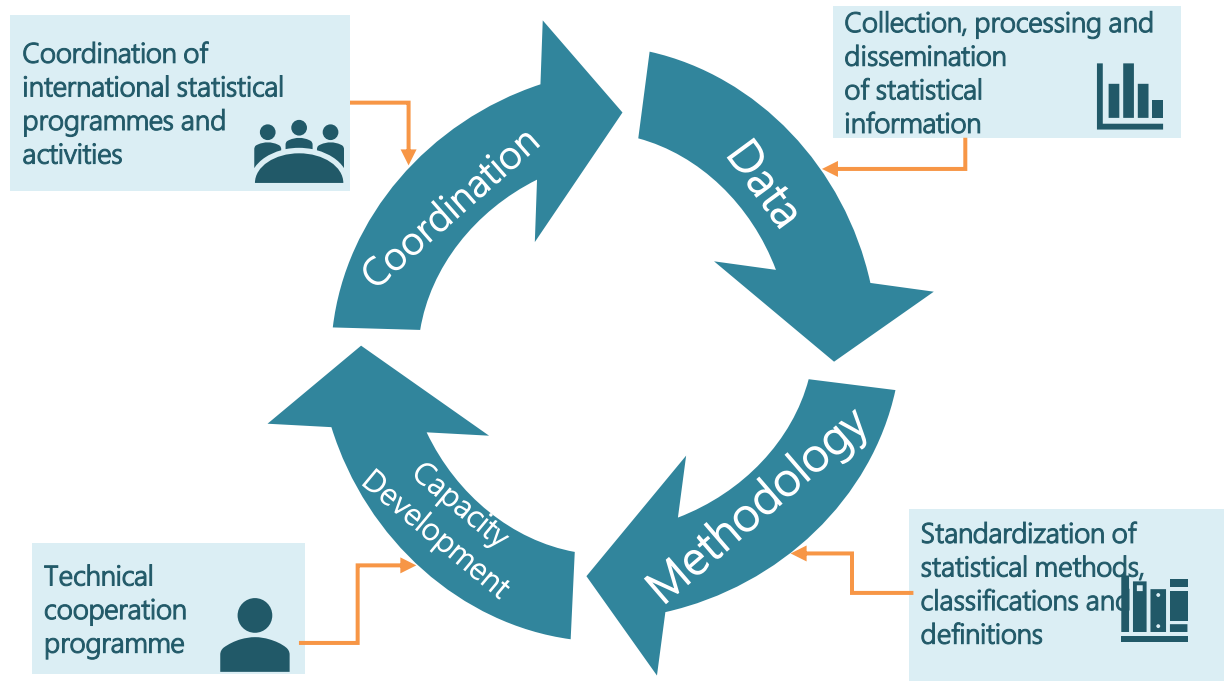 Coordination of
international statistical
programmes and
activities
Collection, processing and
dissemination
of statistical
information
Coordination
Data
Capacity
Development
Methodology
Technical
cooperation
programme
Standardization of
statistical methods,
classifications and
definitions